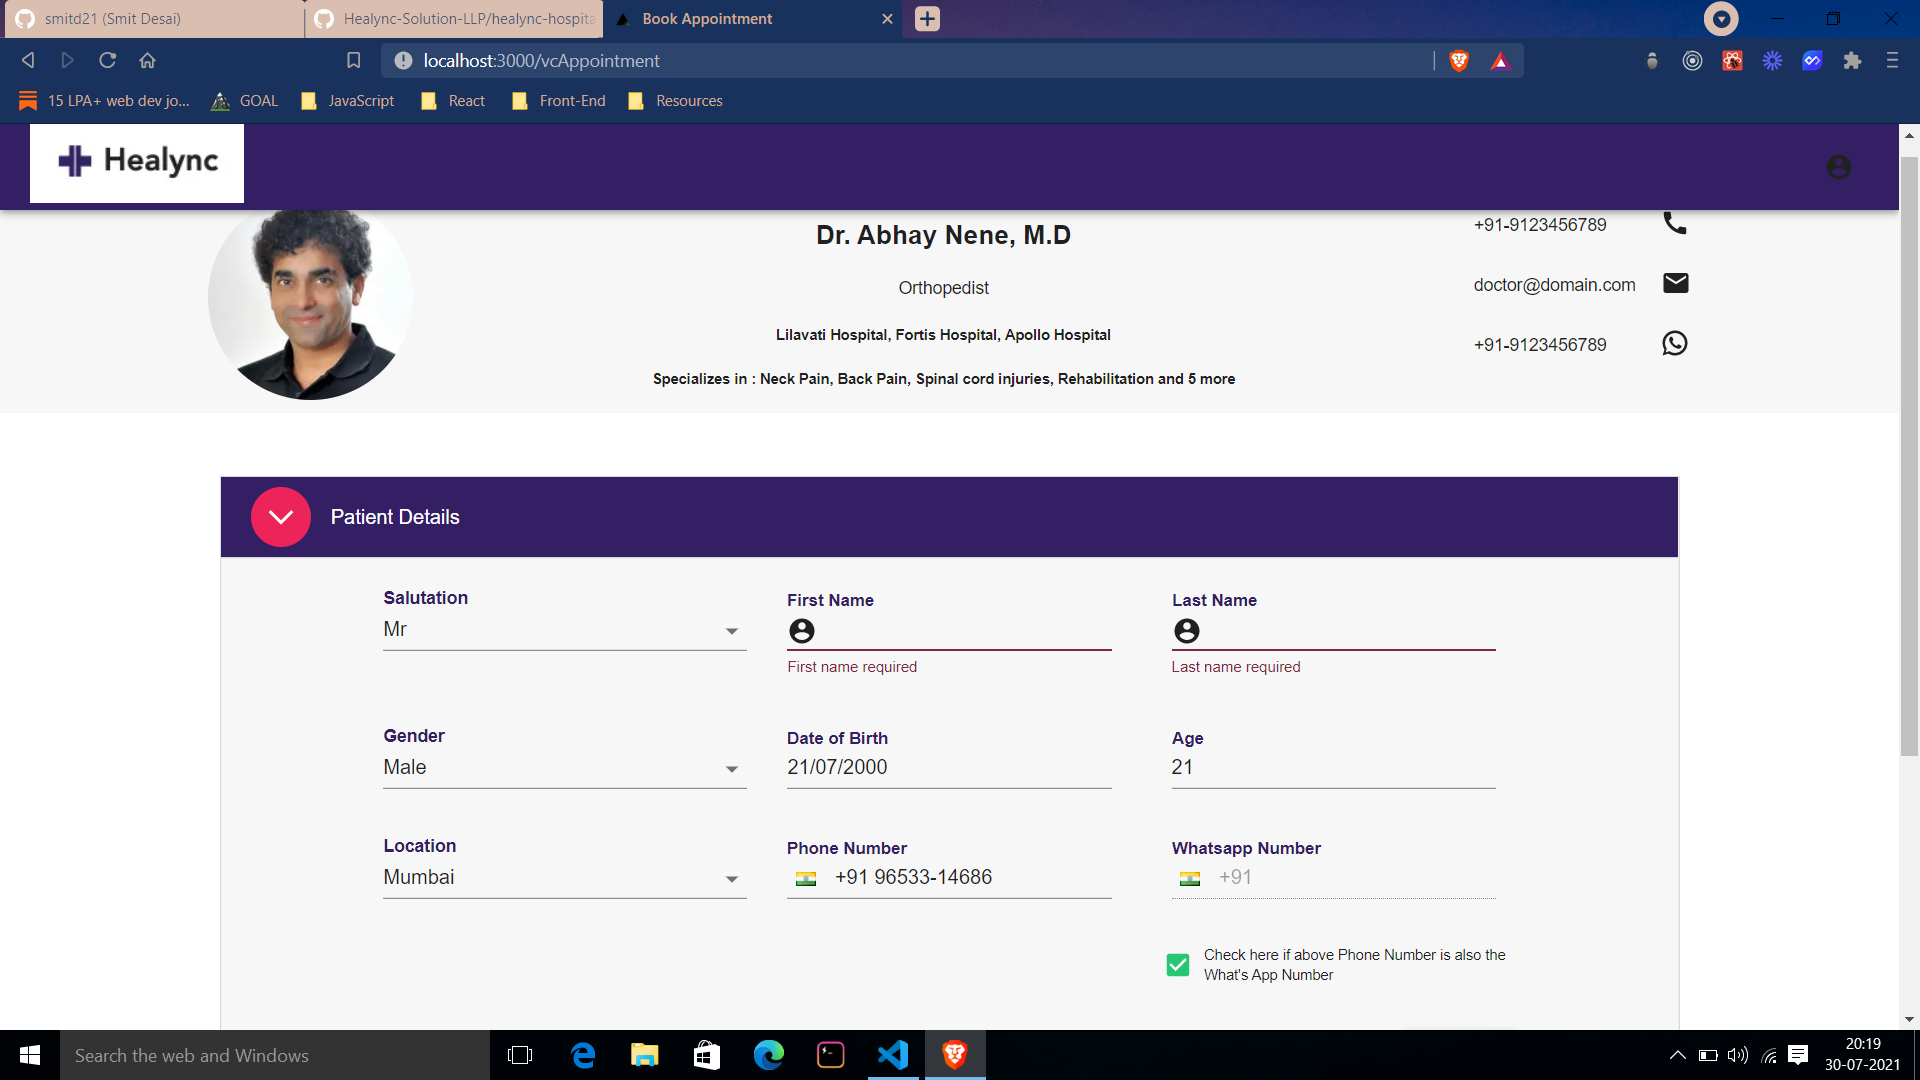 smitd21 (Smit Desai)
Healync-Solution-LLP/healync-hospita
Book Appointment
localhost:3000/vcAppointment
15 LPA+ web dev jo...
GOAL
JavaScript
React
Front-End
Resources
Healync
Dr. Abhay Nene, M.D
Orthopedist
Lilavati Hospital, Fortis Hospital, Apollo Hospital
Specializes in : Neck Pain, Back Pain, Spinal cord injuries, Rehabilitation and 5 more
+91-9123456789
doctor@domain.com
+91-9123456789
Patient Details
Salutation
Mr
First Name
First name required
Last Name
Last name required
Gender
Male
Date of Birth
21/07/2000
Age
21
Location
Mumbai
Phone Number
+91 96533-14686
Whatsapp Number
+91
Check here if above Phone Number is also the
What's App Number
Search the web and Windows
20:19
30-07-2021